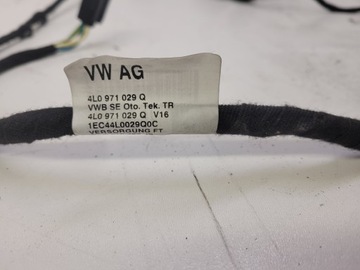 VW AG
4L0 971 029 Q
VWB SE Oto. Tek. TR
4L0 971 029 Q V16
1EC44L0029Q0C
VERSORGUNG FT